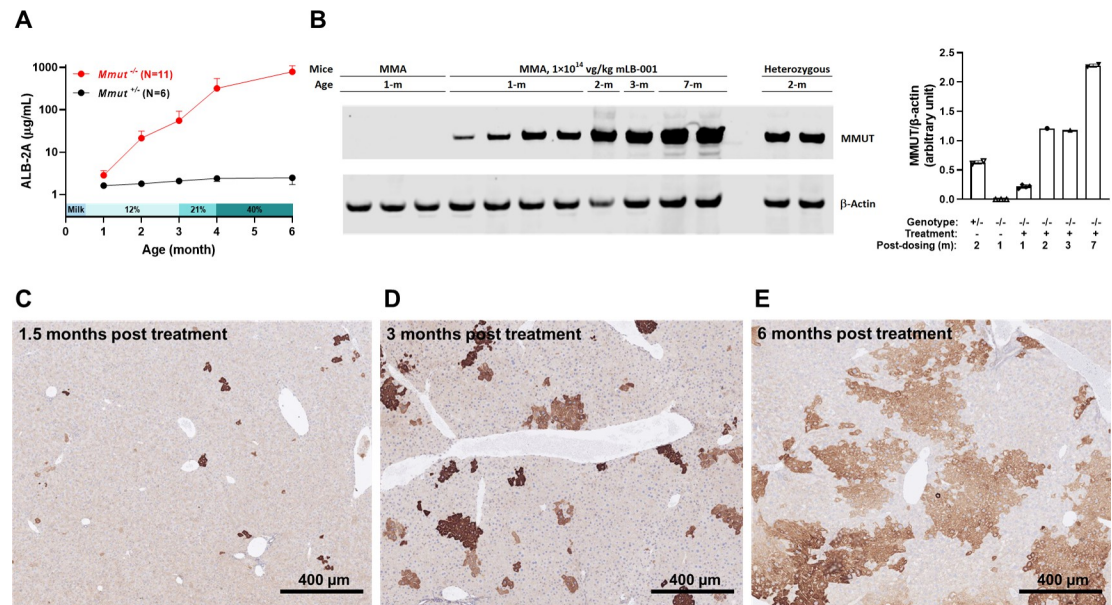 A
1000
100
10
1
ALB-2A (µg/mL)
Mmut -/- (N=11)
Mmut +/- (N=6)
Milk 12% 21% 40%
0 1 2 3 4 6
Age (month)
B
Mice MMA MMA, 1×10¹⁴ vg/kg mLB-001 Heterozygous
Age 1-m 1-m 2-m 3-m 7-m 2-m
MMUT
β-Actin
MMUT/β-actin
(arbitrary unit)
2.5
2.0
1.5
1.0
0.5
0.0
Genotype: +/- -/- -/- -/- -/- -/-
Treatment: - - + + + +
Post-dosing (m): 2 1 1 2 3 7
C
1.5 months post treatment
400 µm
D
3 months post treatment
400 µm
E
6 months post treatment
400 µm